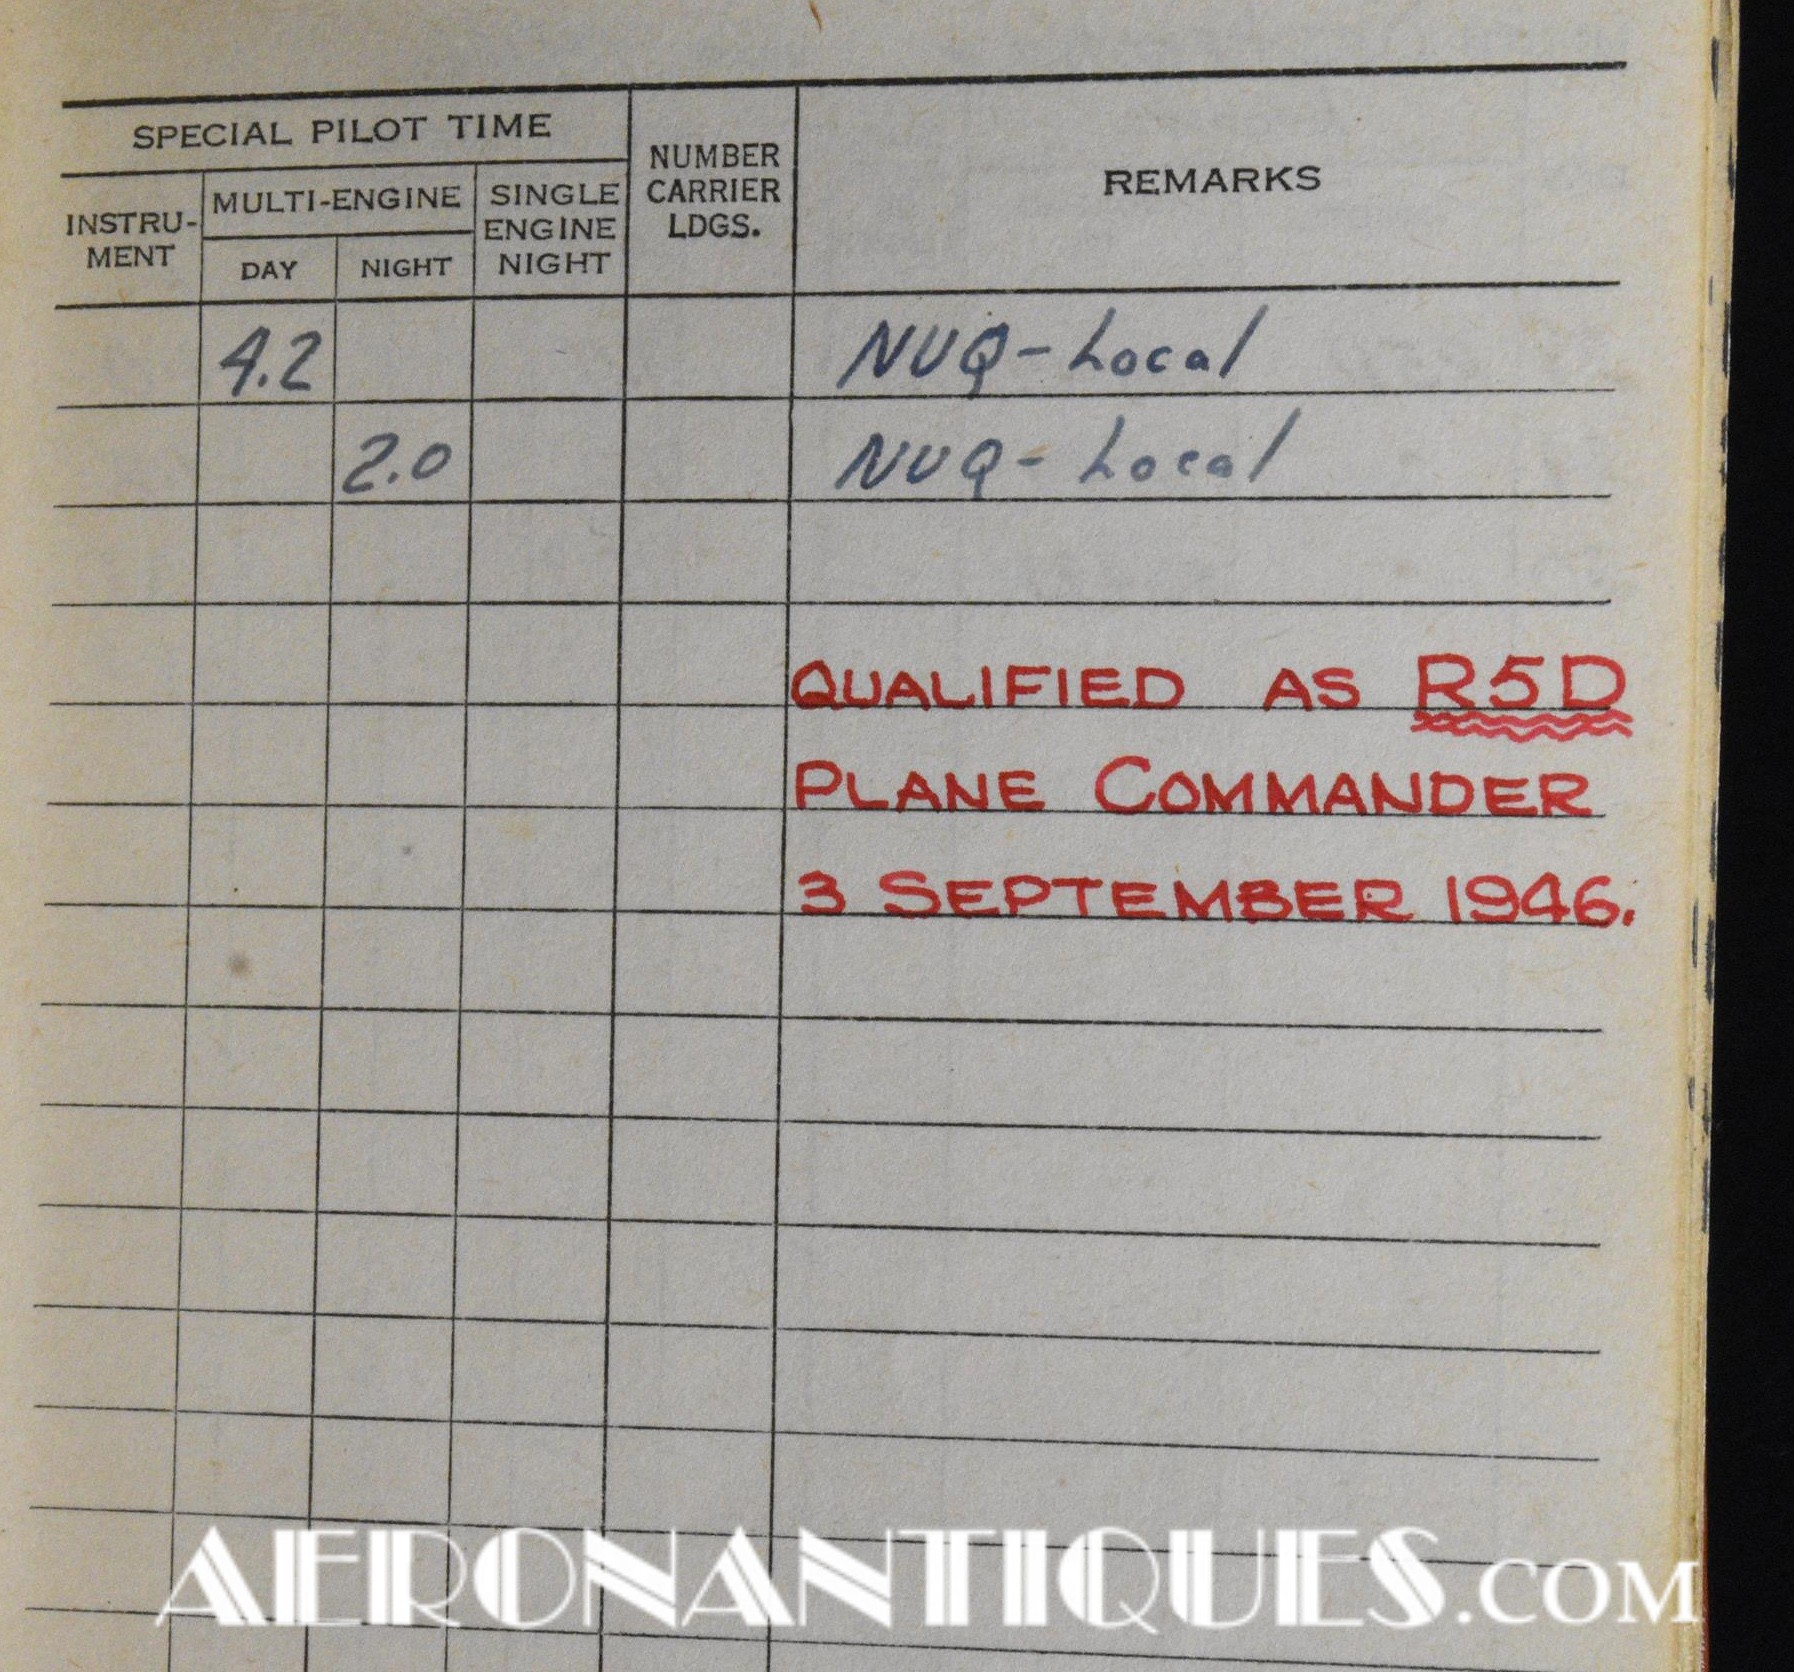 SPECIAL PILOT TIME
INSTRU-
MENT
MULTI-ENGINE
DAY
NIGHT
SINGLE
ENGINE
NIGHT
NUMBER
CARRIER
LDGS.
REMARKS
4.2 NUQ-Local
2.0 NUQ- Local
QUALIFIED AS R5D
PLANE COMMANDER
3 SEPTEMBER 1946.
AERONANTIQUES.COM